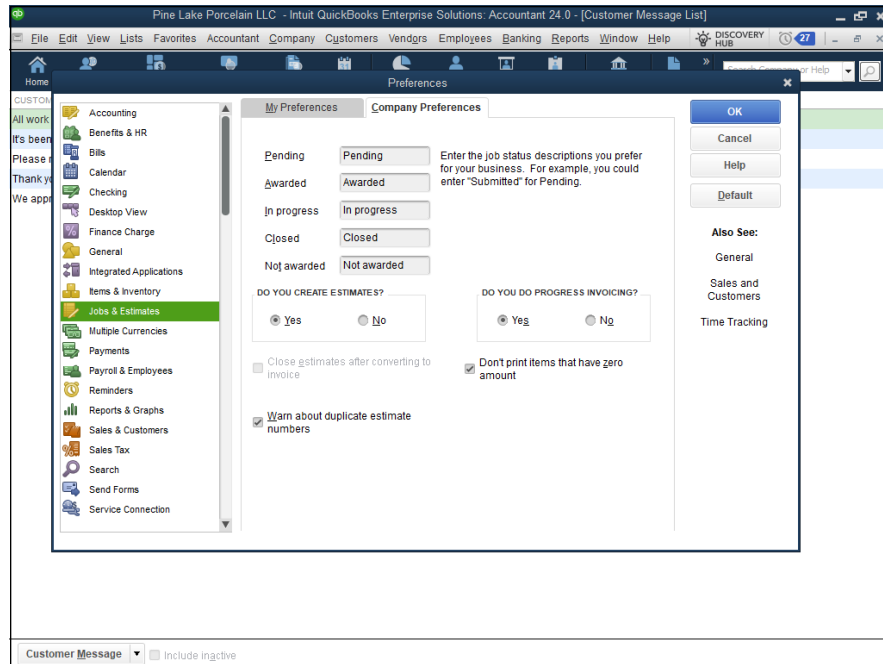 qb Pine Lake Porcelain LLC - Intuit QuickBooks Enterprise Solutions: Accountant 24.0 - [Customer Message List]
File Edit View Lists Favorites Accountant Company Customers Vendors Employees Banking Reports Window Help DISCOVERY HUB 27
Home
Preferences
CUSTOM
All work
It's been
Please r
Thank yo
We appr
Accounting
Benefits & HR
Bills
Calendar
Checking
Desktop View
Finance Charge
General
Integrated Applications
Items & Inventory
Jobs & Estimates
Multiple Currencies
Payments
Payroll & Employees
Reminders
Reports & Graphs
Sales & Customers
Sales Tax
Search
Send Forms
Service Connection
My Preferences Company Preferences
Pending Pending
Awarded Awarded
In progress In progress
Closed Closed
Not awarded Not awarded
Enter the job status descriptions you prefer
for your business. For example, you could
enter "Submitted" for Pending.
DO YOU CREATE ESTIMATES?
Yes No
DO YOU DO PROGRESS INVOICING?
Yes No
Close estimates after converting to
invoice
Don't print items that have zero
amount
Warn about duplicate estimate
numbers
OK
Cancel
Help
Default
Also See:
General
Sales and
Customers
Time Tracking
Customer Message Include inactive